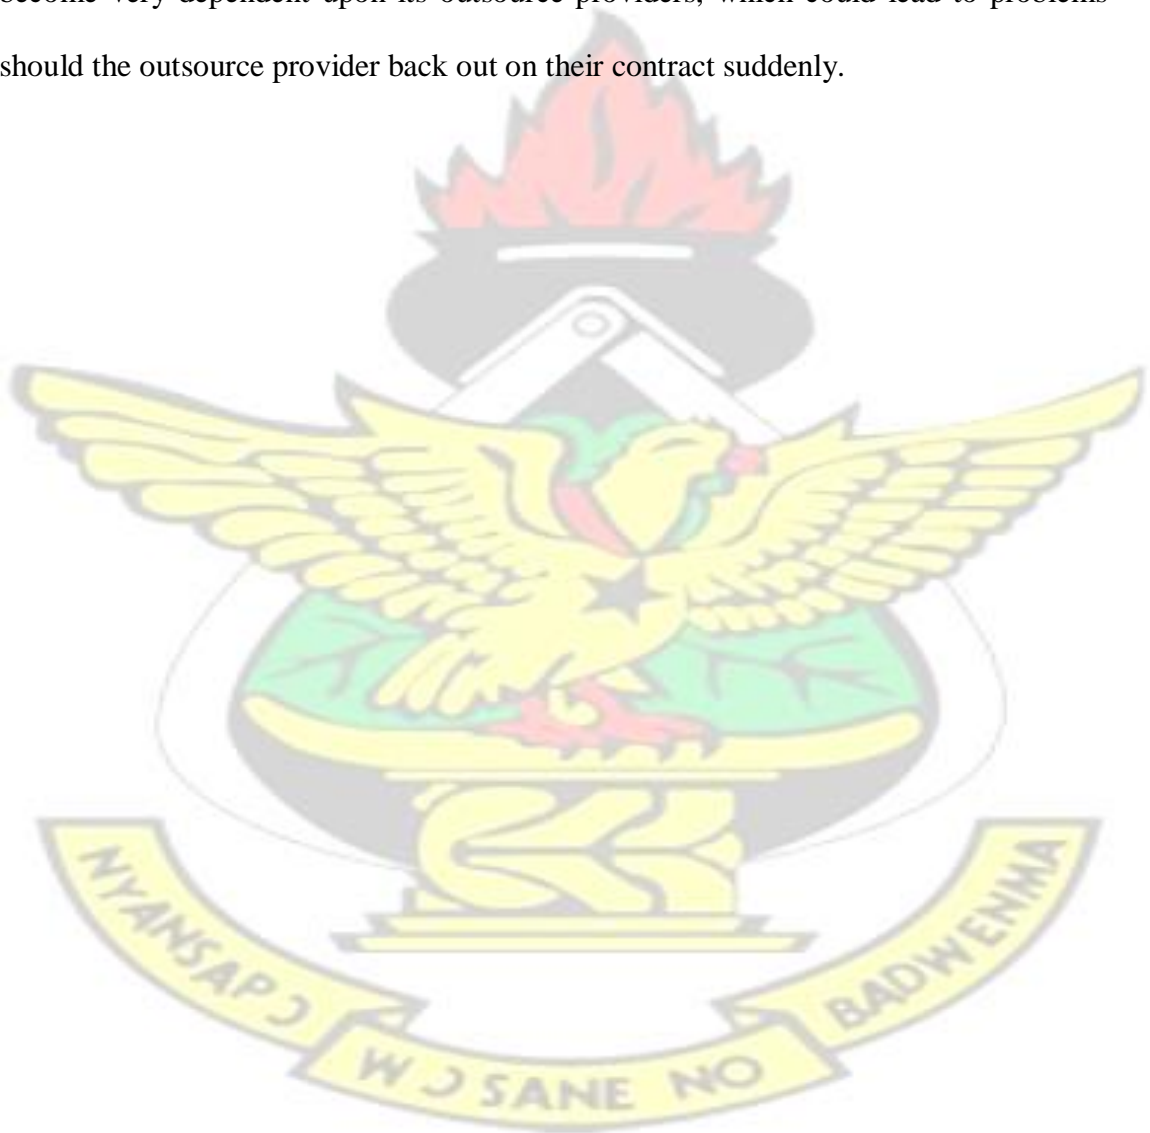 become very dependent upon its outsource providers, which could lead to problems
should the outsource provider back out on their contract suddenly.
NYANSAPƆ
WƆSANE NO
BADWENMA